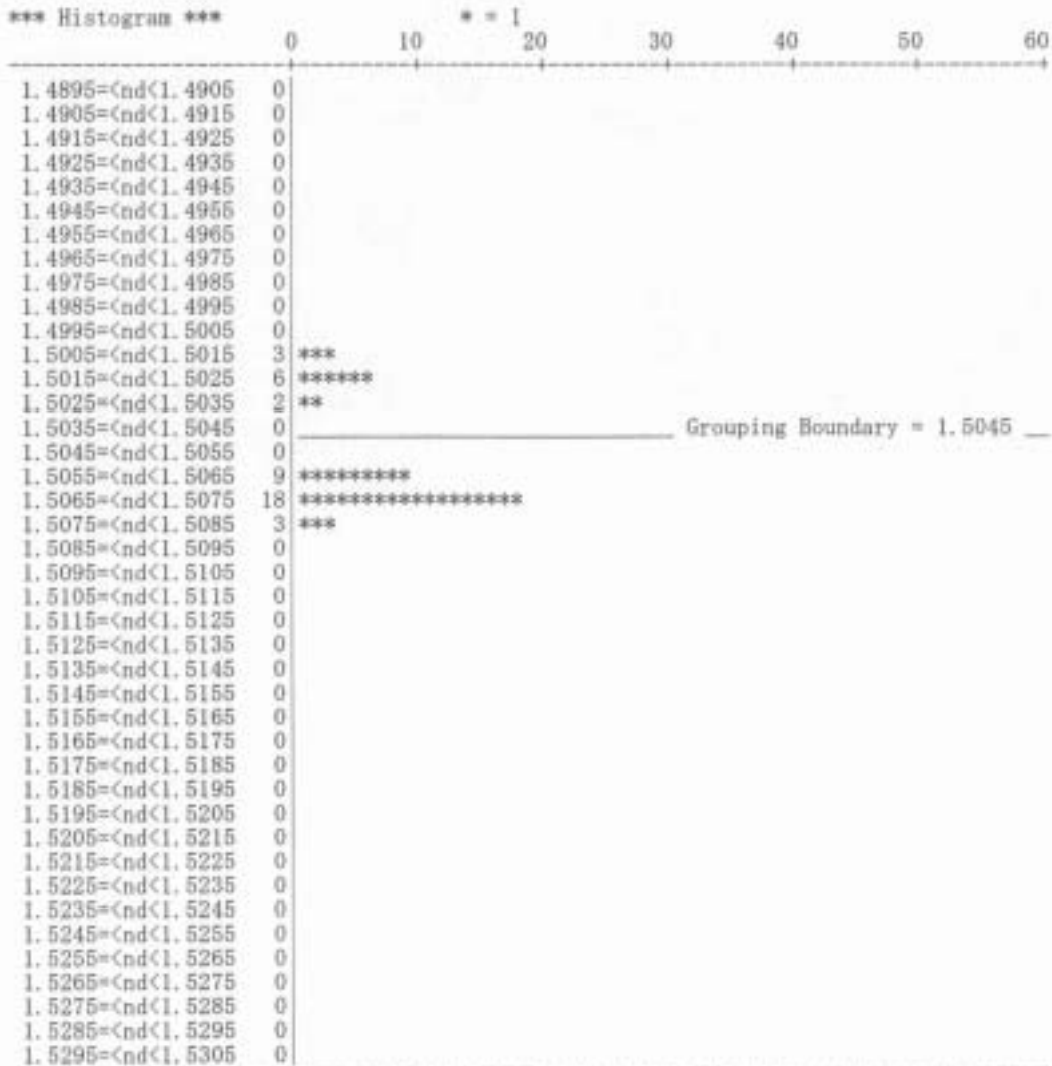 *** Histogram *** * = 1
0 10 20 30 40 50 60
1.4895=<nd<1.4905 0
1.4905=<nd<1.4915 0
1.4915=<nd<1.4925 0
1.4925=<nd<1.4935 0
1.4935=<nd<1.4945 0
1.4945=<nd<1.4955 0
1.4955=<nd<1.4965 0
1.4965=<nd<1.4975 0
1.4975=<nd<1.4985 0
1.4985=<nd<1.4995 0
1.4995=<nd<1.5005 0
1.5005=<nd<1.5015 3 ***
1.5015=<nd<1.5025 6 ******
1.5025=<nd<1.5035 2 **
1.5035=<nd<1.5045 0 Grouping Boundary = 1.5045
1.5045=<nd<1.5055 0
1.5055=<nd<1.5065 9 *********
1.5065=<nd<1.5075 18 ******************
1.5075=<nd<1.5085 3 ***
1.5085=<nd<1.5095 0
1.5095=<nd<1.5105 0
1.5105=<nd<1.5115 0
1.5115=<nd<1.5125 0
1.5125=<nd<1.5135 0
1.5135=<nd<1.5145 0
1.5145=<nd<1.5155 0
1.5155=<nd<1.5165 0
1.5165=<nd<1.5175 0
1.5175=<nd<1.5185 0
1.5185=<nd<1.5195 0
1.5195=<nd<1.5205 0
1.5205=<nd<1.5215 0
1.5215=<nd<1.5225 0
1.5225=<nd<1.5235 0
1.5235=<nd<1.5245 0
1.5245=<nd<1.5255 0
1.5255=<nd<1.5265 0
1.5265=<nd<1.5275 0
1.5275=<nd<1.5285 0
1.5285=<nd<1.5295 0
1.5295=<nd<1.5305 0